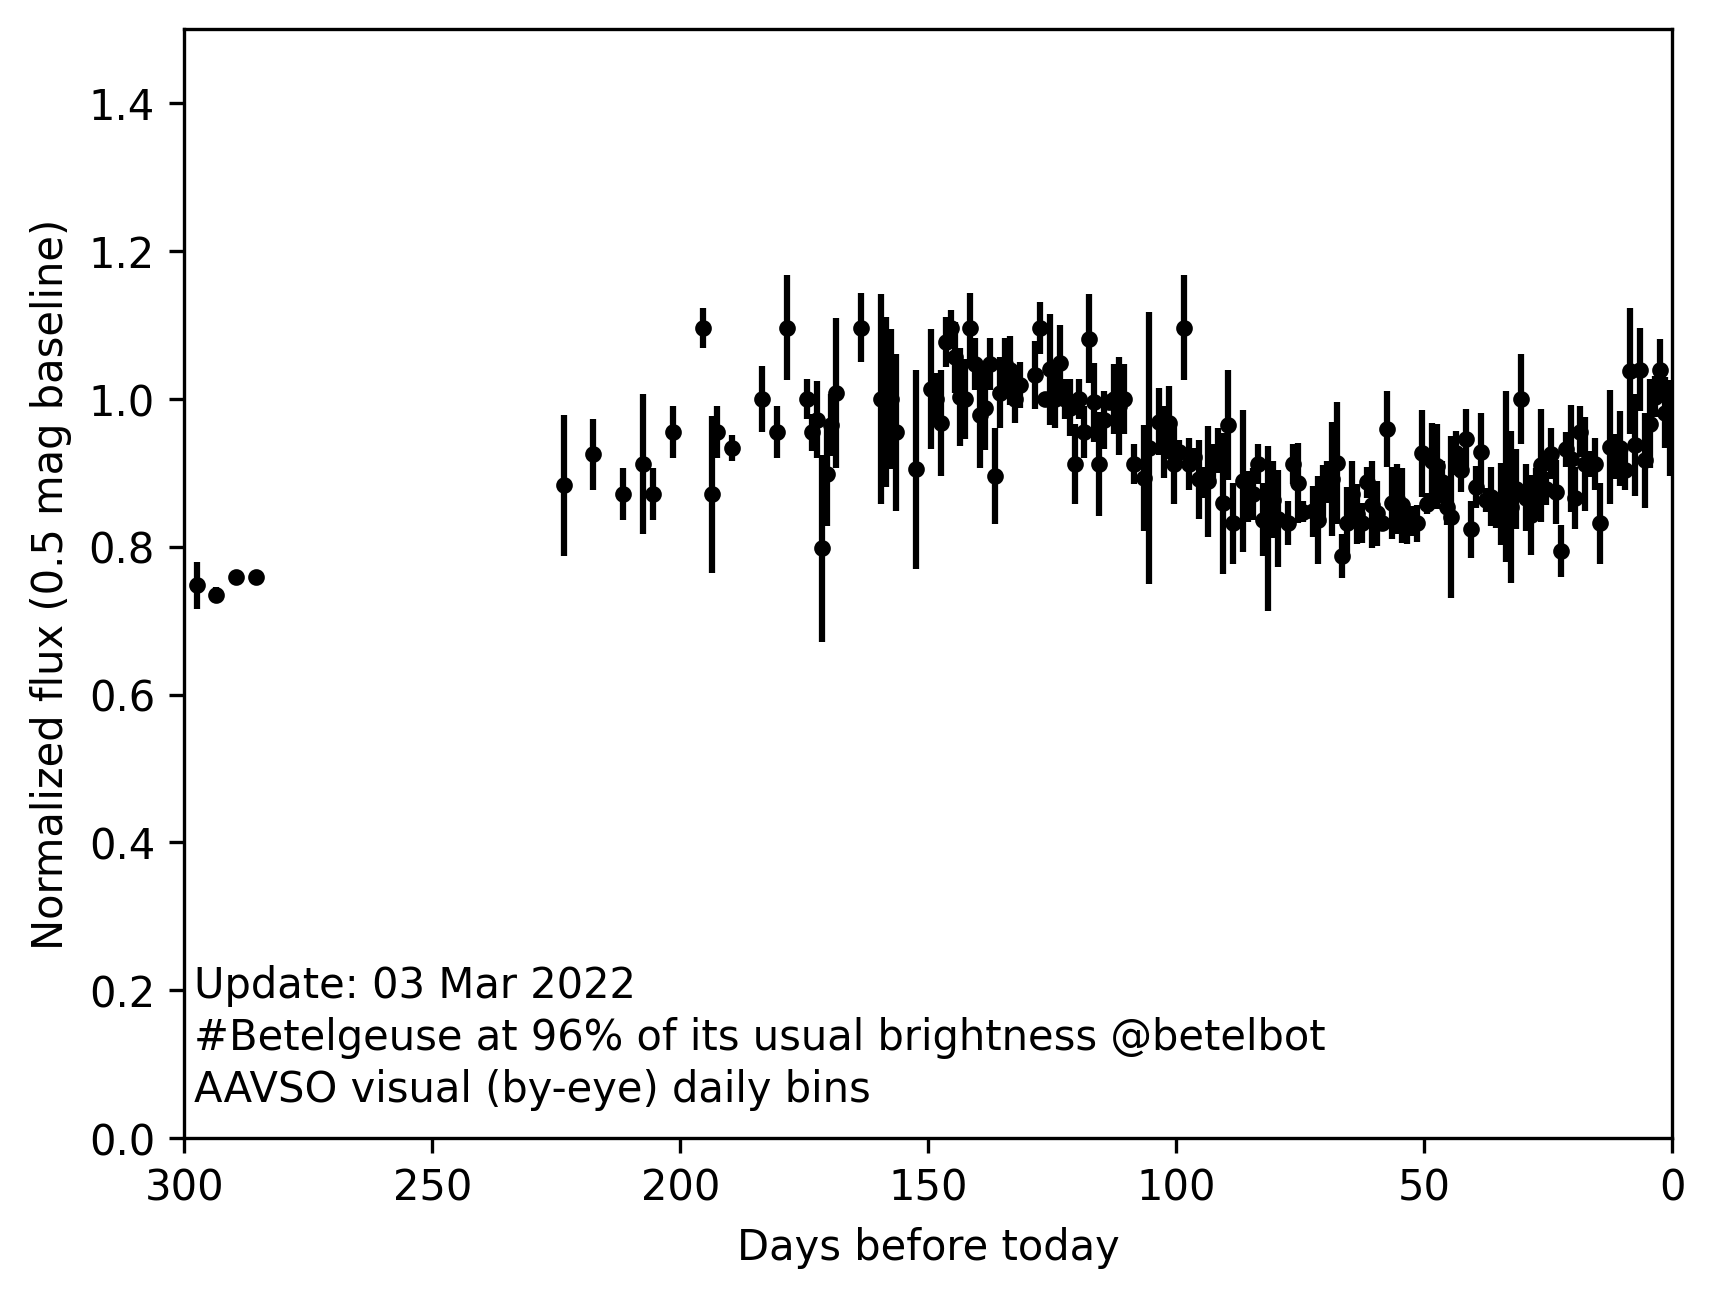 1.4
1.2
1.0
0.8
0.6
0.4
0.2
0.0
Normalized flux (0.5 mag baseline)
Update: 03 Mar 2022
#Betelgeuse at 96% of its usual brightness @betelbot
AAVSO visual (by-eye) daily bins
300 250 200 150 100 50 0
Days before today